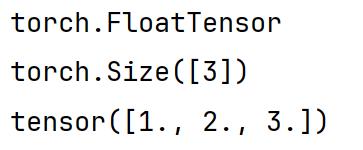 torch.FloatTensor
torch.Size([3])
tensor([1., 2., 3.])